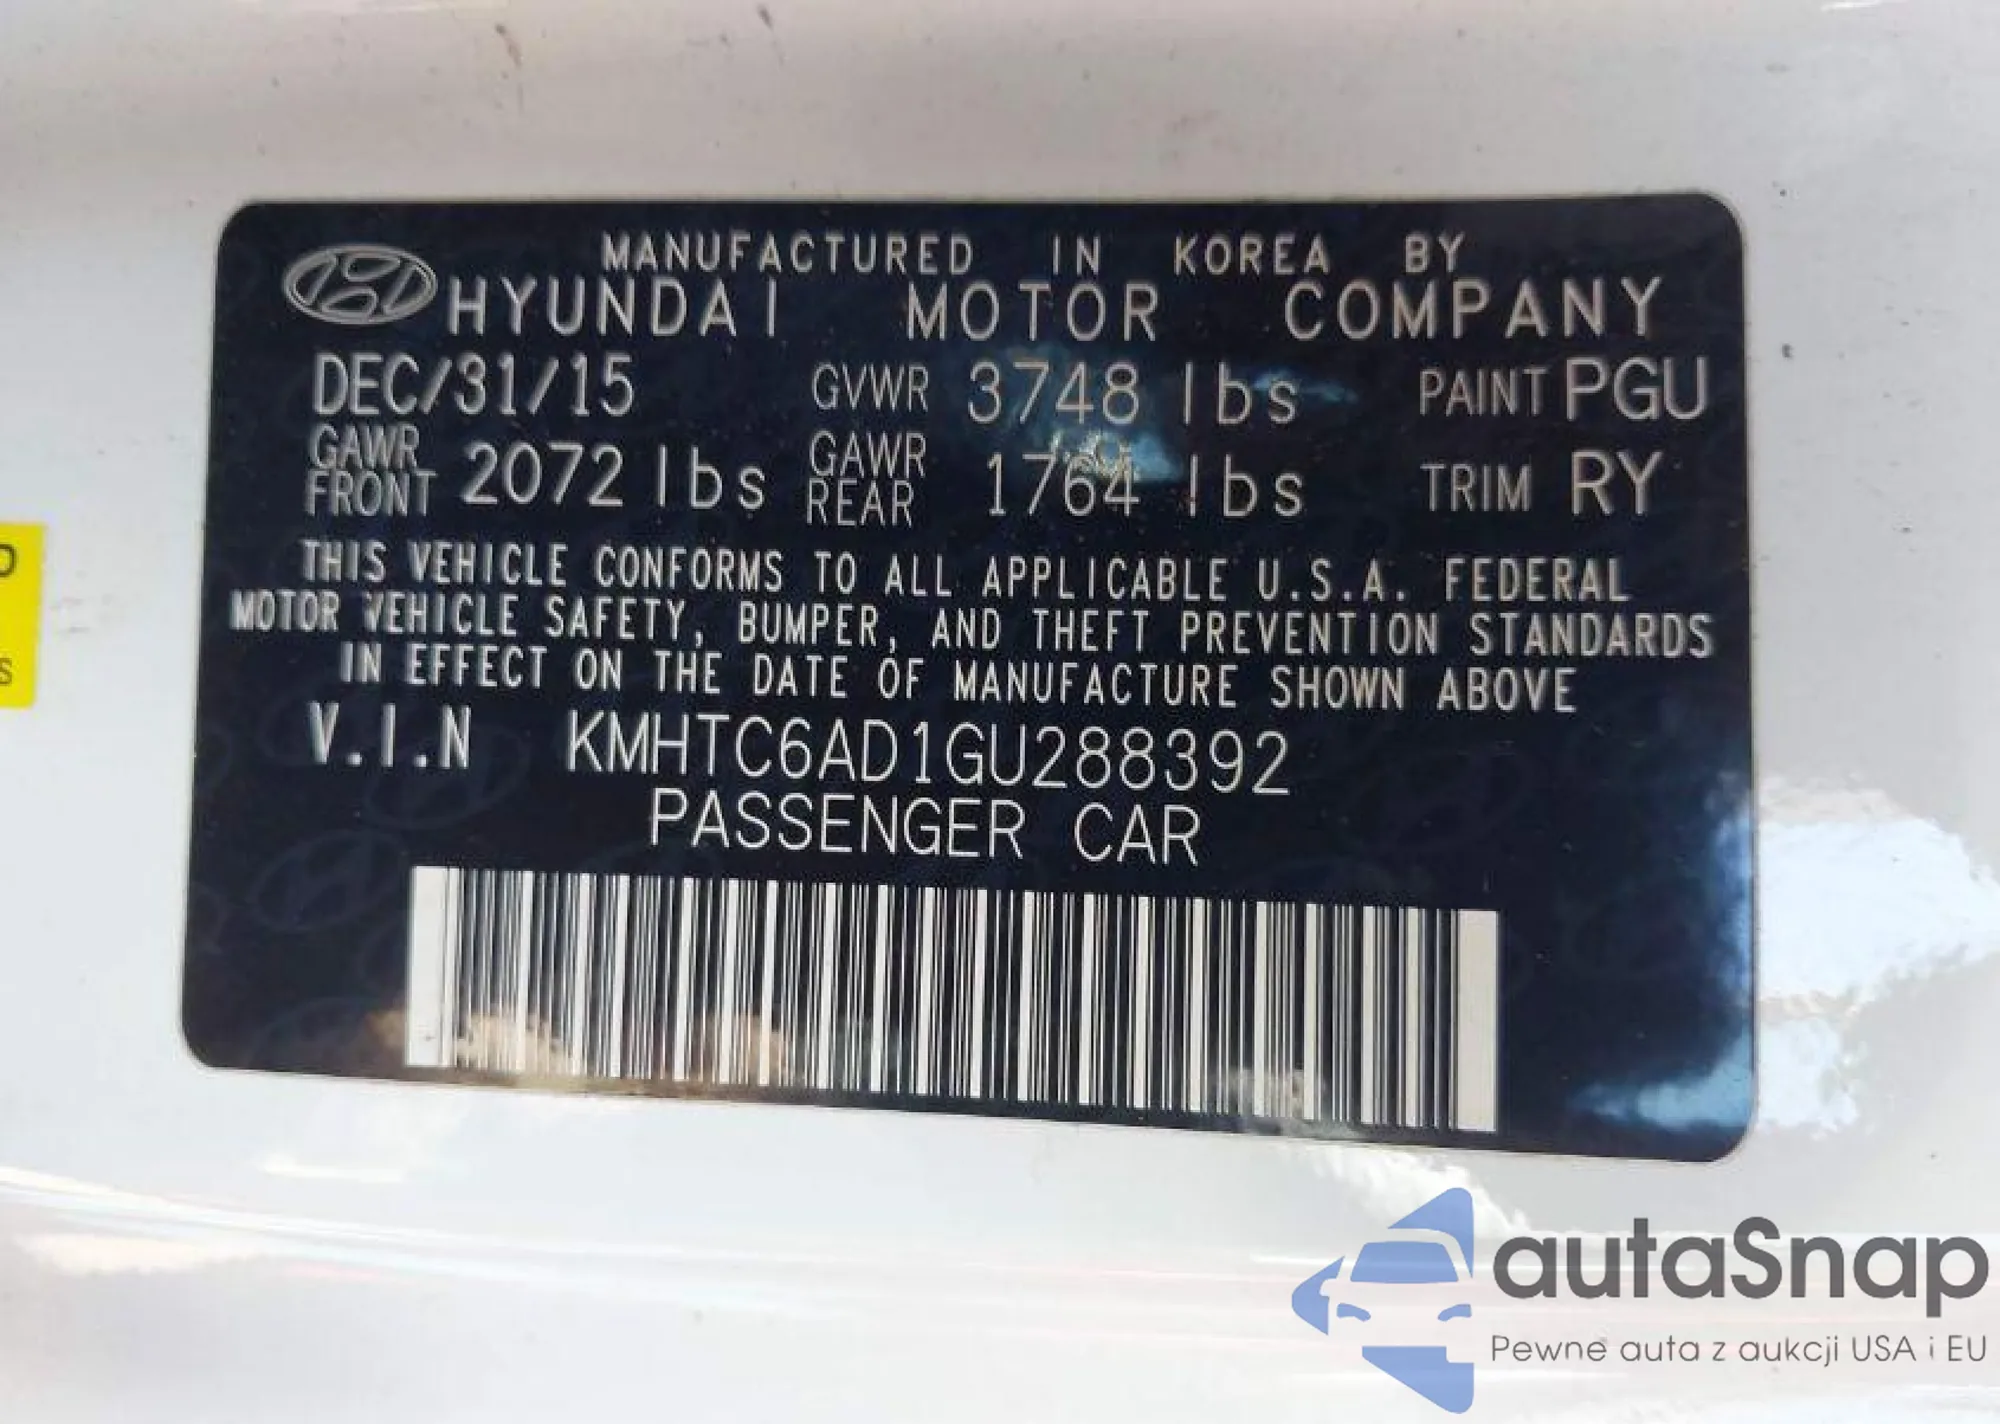 MANUFACTURED IN KOREA BY
HYUNDAI MOTOR COMPANY
DEC/31/15 GVWR 3748 lbs PAINT PGU
GAWR FRONT 2072 lbs GAWR REAR 1764 lbs TRIM RY
THIS VEHICLE CONFORMS TO ALL APPLICABLE U.S.A. FEDERAL
MOTOR VEHICLE SAFETY, BUMPER, AND THEFT PREVENTION STANDARDS
IN EFFECT ON THE DATE OF MANUFACTURE SHOWN ABOVE
V.I.N KMHTC6AD1GU288392
PASSENGER CAR
autaSnap
Pewne auta z aukcji USA i EU